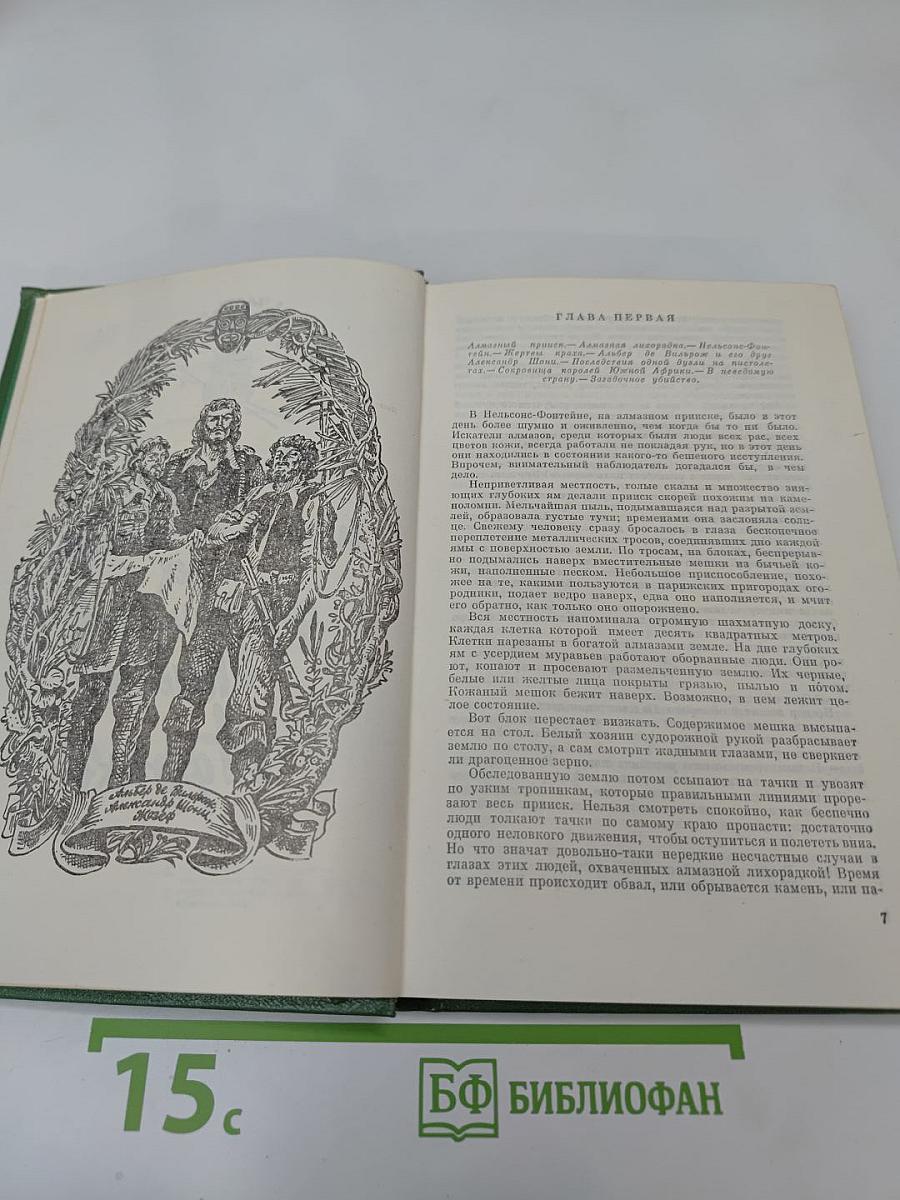 Альбер де Вильрож,
Александр Шони,
Жозеф
ГЛАВА ПЕРВАЯ
Алмазный прииск.— Алмазная лихорадка.— Нельсонс-Фон-
тейн.— Жертвы краха.— Альбер де Вильрож и его друг
Александр Шони.— Последствия одной дуэли на пистоле-
тах.— Сокровища королей Южной Африки.— В неведомую
страну.— Загадочное убийство.
В Нельсонс-Фонтейне, на алмазном прииске, было в этот
день более шумно и оживленно, чем когда бы то ни было.
Искатели алмазов, среди которых были люди всех рас, всех
цветов кожи, всегда работали не покладая рук, но в этот день
они находились в состоянии какого-то бешеного исступления.
Впрочем, внимательный наблюдатель догадался бы, в чем
дело.
Неприветливая местность, голые скалы и множество зия-
ющих глубоких ям делали прииск скорей похожим на каме-
ноломни. Мельчайшая пыль, подымавшаяся над разрытой зем-
лей, образовала густые тучи; временами она заслоняла солн-
це. Свежему человеку сразу бросалось в глаза бесконечное
переплетение металлических тросов, соединявших дно каждой
ямы с поверхностью земли. По тросам, на блоках, беспрерыв-
но подымались наверх вместительные мешки из бычьей ко-
жи, наполненные песком. Небольшое приспособление, похо-
жее на те, какими пользуются в парижских пригородах ого-
родники, подает ведро наверх, едва оно наполняется, и мчит
его обратно, как только оно опорожнено.
Вся местность напоминала огромную шахматную доску,
каждая клетка которой имеет десять квадратных метров.
Клетки нарезаны в богатой алмазами земле. На дне глубоких
ям с усердием муравьев работают оборванные люди. Они ро-
ют, копают и просевают размельченную землю. Их черные,
белые или желтые лица покрыты грязью, пылью и по́том.
Кожаный мешок бежит наверх. Возможно, в нем лежит це-
лое состояние.
Вот блок перестает визжать. Содержимое мешка высыпа-
ется на стол. Белый хозяин судорожной рукой разбрасывает
землю по столу, а сам смотрит жадными глазами, не сверкнет
ли драгоценное зерно.
Обследованную землю потом ссыпают на тачки и увозят
по узким тропинкам, которые правильными линиями проре-
зают весь прииск. Нельзя смотреть спокойно, как беспечно
люди толкают тачки по самому краю пропасти: достаточно
одного неловкого движения, чтобы оступиться и полететь вниз.
Но что значат довольно-таки нередкие несчастные случаи в
глазах этих людей, охваченных алмазной лихорадкой! Время
от времени происходит обвал, или обрывается камень, или па-
7
15с
БФ БИБЛИОФАН